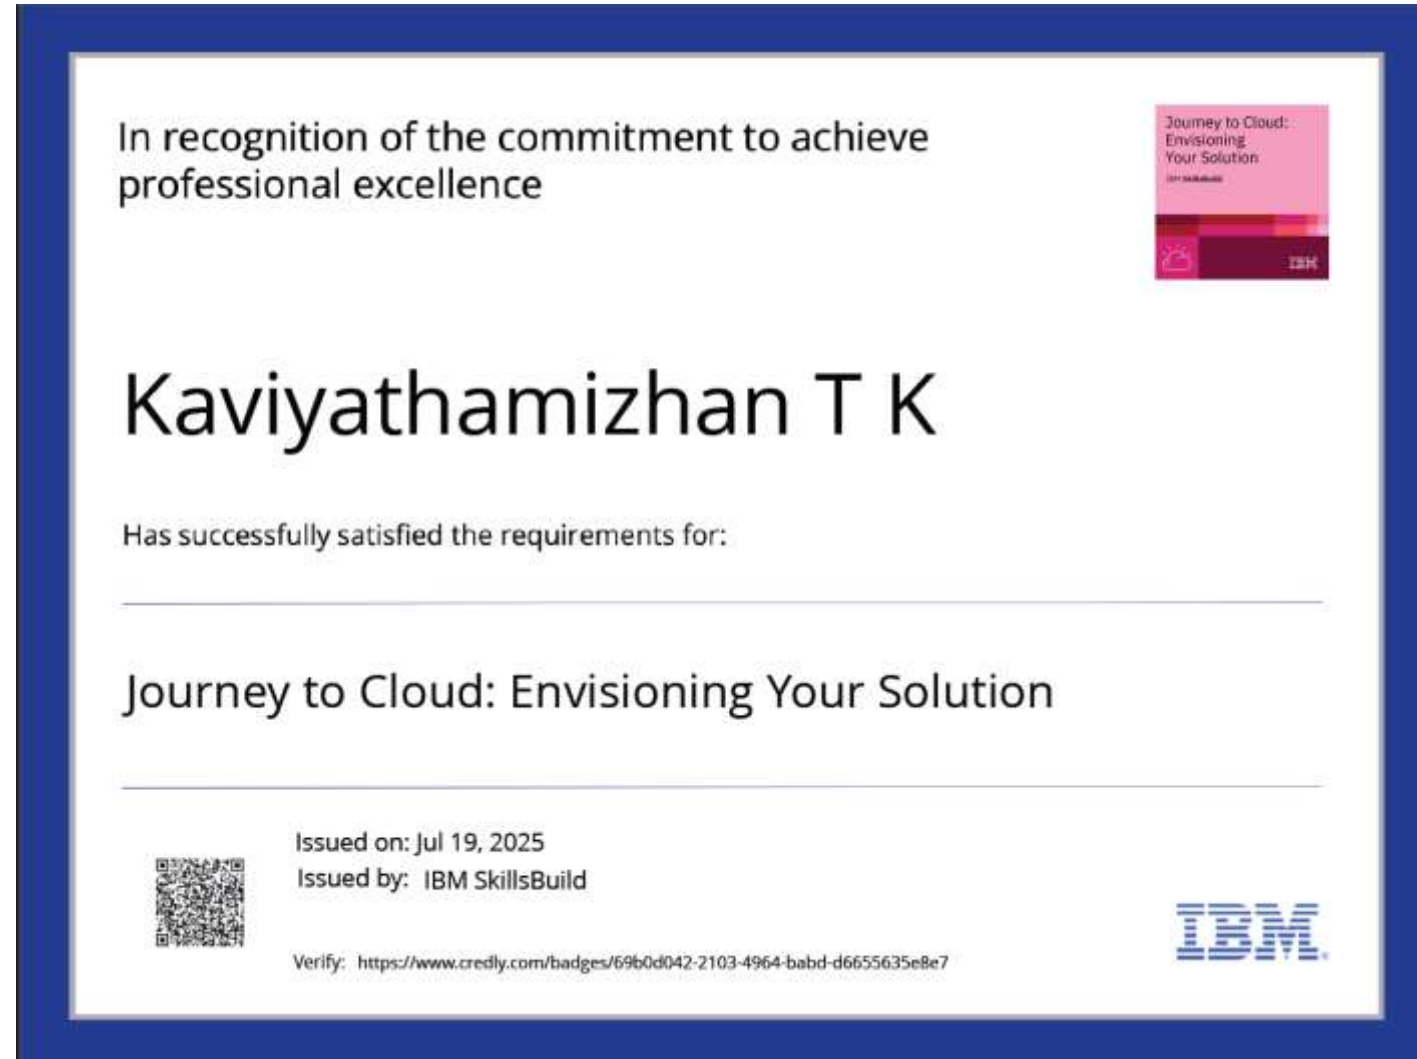 In recognition of the commitment to achieve
professional excellence
Journey to Cloud:
Envisioning
Your Solution
IBM SkillsBuild
IBM
Kaviyathamizhan T K
Has successfully satisfied the requirements for:
Journey to Cloud: Envisioning Your Solution
Issued on: Jul 19, 2025
Issued by: IBM SkillsBuild
Verify: https://www.credly.com/badges/69b0d042-2103-4964-babd-d6655635e8e7
IBM